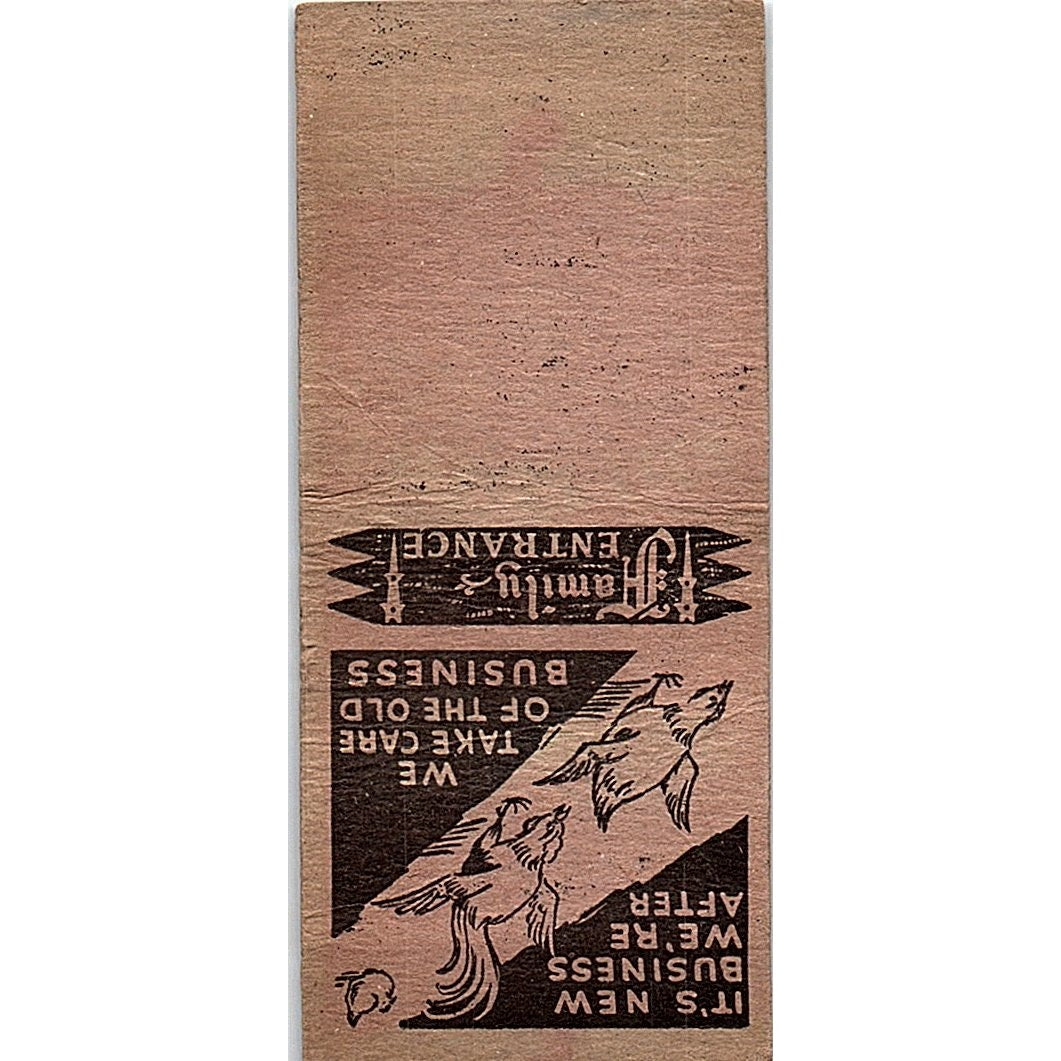 IT'S NEW
BUSINESS
WE'RE
AFTER
WE
TAKE CARE
OF THE OLD
BUSINESS
Family
ENTRANCE